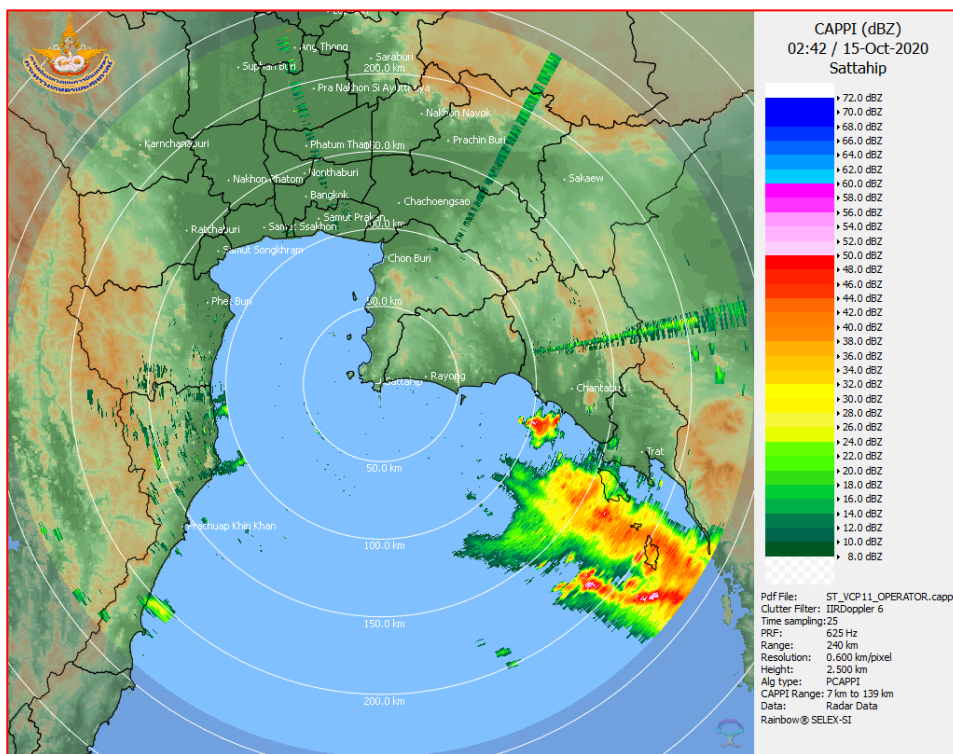 CAPPI (dBZ)
02:42 / 15-Oct-2020
Sattahip
72.0 dBZ
70.0 dBZ
68.0 dBZ
66.0 dBZ
64.0 dBZ
62.0 dBZ
60.0 dBZ
58.0 dBZ
56.0 dBZ
54.0 dBZ
52.0 dBZ
50.0 dBZ
48.0 dBZ
46.0 dBZ
44.0 dBZ
42.0 dBZ
40.0 dBZ
38.0 dBZ
36.0 dBZ
34.0 dBZ
32.0 dBZ
30.0 dBZ
28.0 dBZ
26.0 dBZ
24.0 dBZ
22.0 dBZ
20.0 dBZ
18.0 dBZ
16.0 dBZ
14.0 dBZ
12.0 dBZ
10.0 dBZ
8.0 dBZ
Pdf File: ST_VCP11_OPERATOR.capp
Clutter Filter: IIRDoppler 6
Time sampling:25
PRF: 625 Hz
Range: 240 km
Resolution: 0.600 km/pixel
Height: 2.500 km
Alg type: PCAPPI
CAPPI Range: 7 km to 139 km
Data: Radar Data
Rainbow® SELEX-SI
Ang Thong
Saraburi
Suphan Buri
200.0 km
Pra Nakhon Si Ayutthaya
Nakhon Nayok
Prachin Buri
Karnchanaburi
Phatum Thani
150.0 km
Nonthaburi
Nakhon Phatom
Sakaew
Bangkok
Chachoengsao
Samut Prakan
100.0 km
Ratchaburi
Samut Ssakhon
Samut Songkhram
Chon Buri
Phet Buri
50.0 km
Rayong
Sattahip
Chantaburi
Trat
50.0 km
Prachuap Khiri Khan
100.0 km
150.0 km
200.0 km